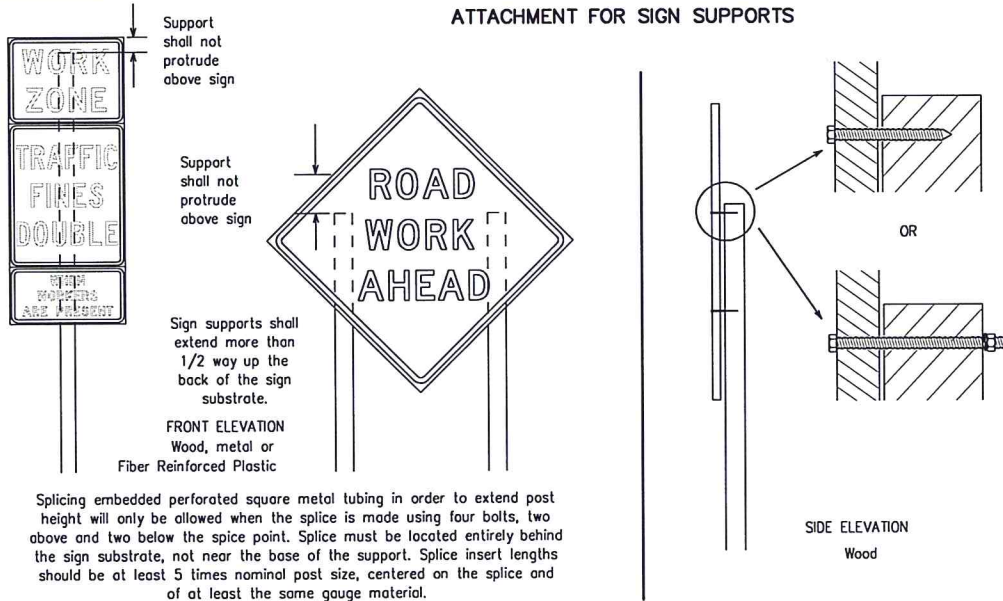 ATTACHMENT FOR SIGN SUPPORTS
Support
shall not
protrude
above sign
WORK
ZONE
TRAFFIC
FINES
DOUBLE
WHEN
WORKERS
ARE PRESENT
Support
shall not
protrude
above sign
ROAD
WORK
AHEAD
Sign supports shall
extend more than
1/2 way up the
back of the sign
substrate.
FRONT ELEVATION
Wood, metal or
Fiber Reinforced Plastic
OR
SIDE ELEVATION
Wood
Splicing embedded perforated square metal tubing in order to extend post
height will only be allowed when the splice is made using four bolts, two
above and two below the spice point. Splice must be located entirely behind
the sign substrate, not near the base of the support. Splice insert lengths
should be at least 5 times nominal post size, centered on the splice and
of at least the same gauge material.